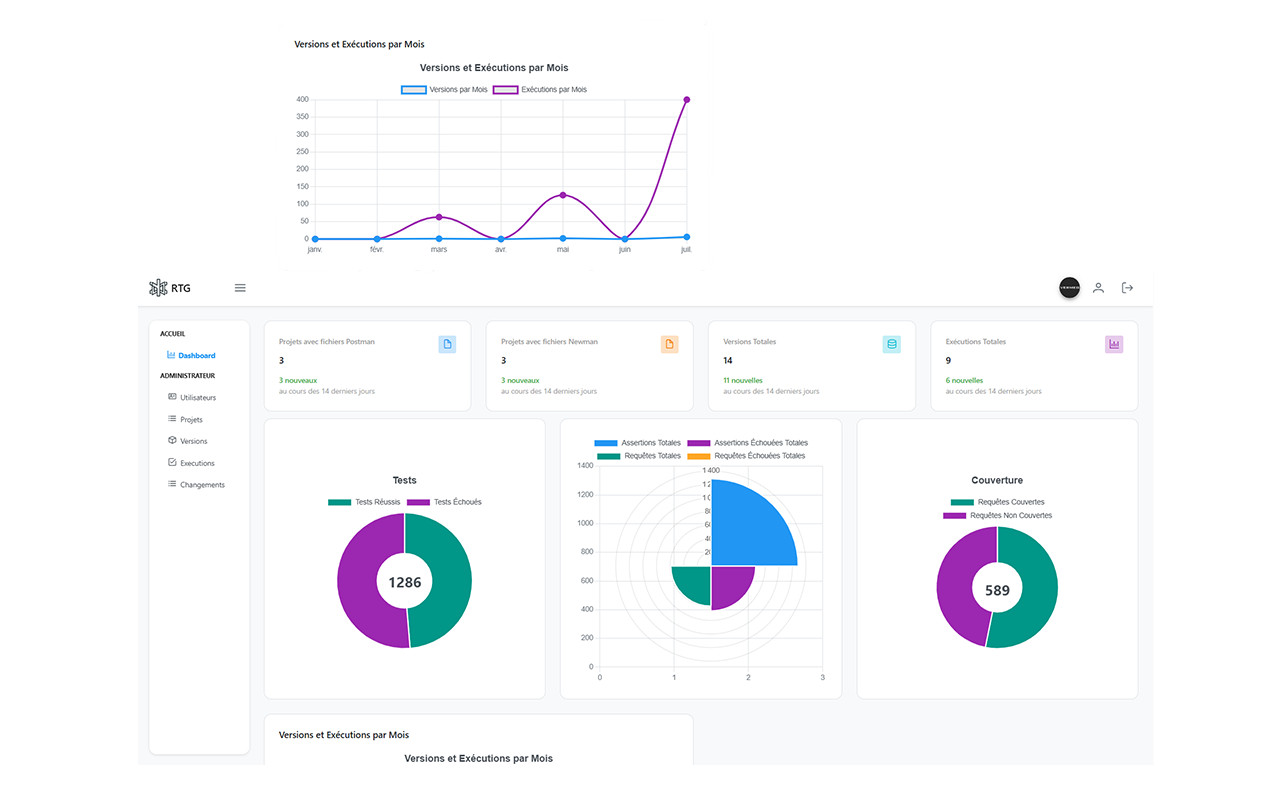 Versions et Exécutions par Mois
Versions et Exécutions par Mois
Versions par Mois Exécutions par Mois
400
350
300
250
200
150
100
50
0
janv. févr. mars avr. mai juin juil.
RTG
ACCUEIL
Dashboard
ADMINISTRATEUR
Utilisateurs
Projets
Versions
Executions
Changements
Projets avec fichiers Postman
3
3 nouveaux
au cours des 14 derniers jours
Projets avec fichiers Newman
3
3 nouveaux
au cours des 14 derniers jours
Versions Totales
14
11 nouvelles
au cours des 14 derniers jours
Exécutions Totales
9
6 nouvelles
au cours des 14 derniers jours
Tests
Tests Réussis Tests Échoués
1286
Assertions Totales Assertions Échouées Totales
Requêtes Totales Requêtes Échouées Totales
1400
1200
1000
800
600
400
200
0
1400
0 1 2 3
Couverture
Requêtes Couvertes
Requêtes Non Couvertes
589
Versions et Exécutions par Mois
Versions et Exécutions par Mois